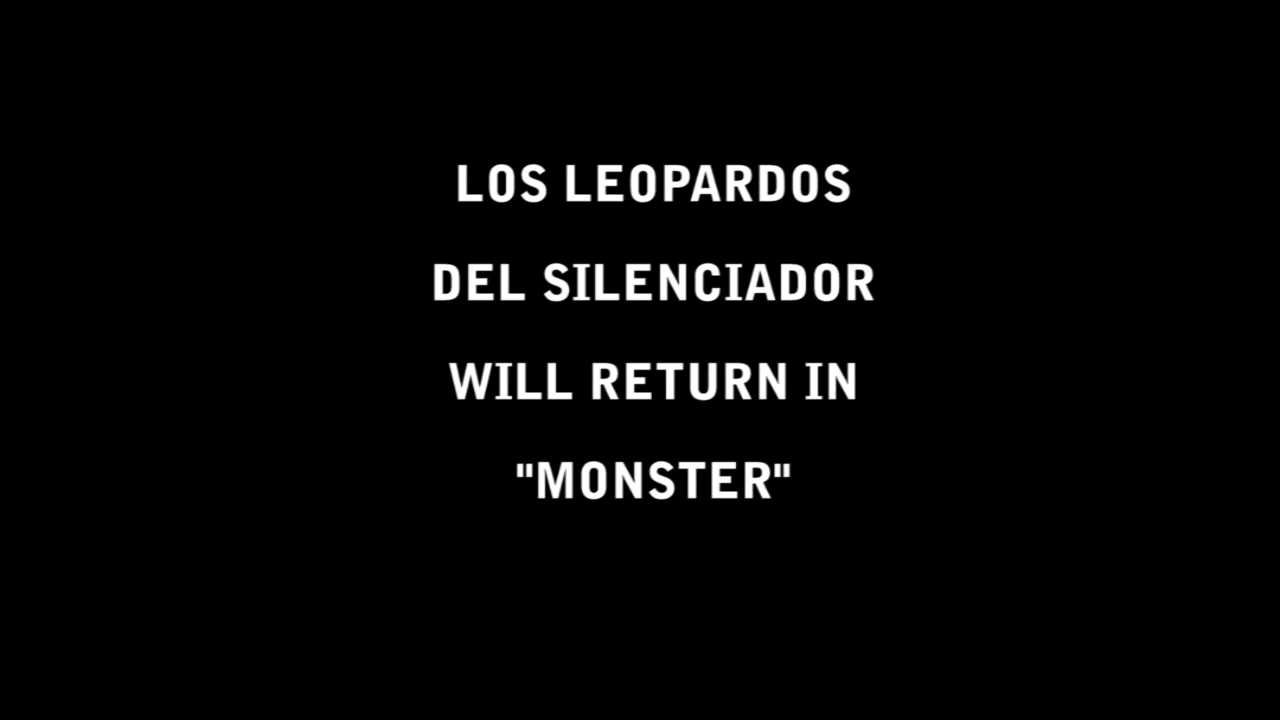 LOS LEOPARDOS
DEL SILENCIADOR
WILL RETURN IN
"MONSTER"